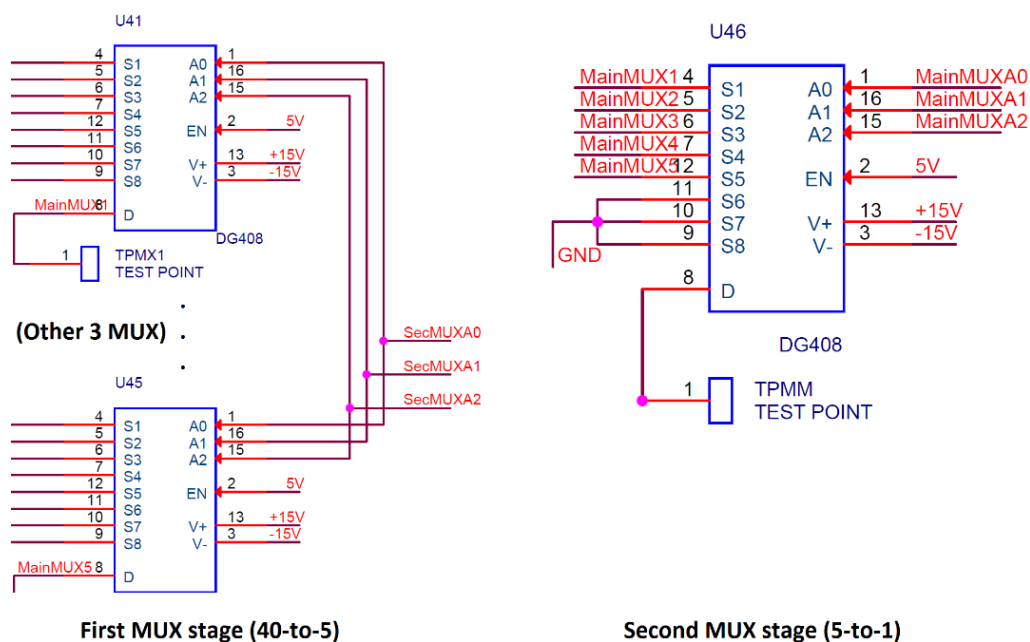 U41
4 S1 A0 1
5 S2 A1 16
6 S3 A2 15
7 S4
12 S5 EN 2 5V
11 S6
10 S7 V+ 13 +15V
9 S8 V- 3 -15V
MainMUX1 8 D
DG408
1 TPMX1
TEST POINT
(Other 3 MUX)
SecMUXA0
SecMUXA1
SecMUXA2
U45
4 S1 A0 1
5 S2 A1 16
6 S3 A2 15
7 S4
12 S5 EN 2 5V
11 S6
10 S7 V+ 13 +15V
9 S8 V- 3 -15V
MainMUX5 8 D
First MUX stage (40-to-5)
U46
MainMUX1 4 S1 A0 1 MainMUXA0
MainMUX2 5 S2 A1 16 MainMUXA1
MainMUX3 6 S3 A2 15 MainMUXA2
MainMUX4 7 S4
MainMUX5 12 S5 EN 2 5V
11 S6
10 S7 V+ 13 +15V
9 S8 V- 3 -15V
GND
8 D
DG408
1 TPMM
TEST POINT
Second MUX stage (5-to-1)